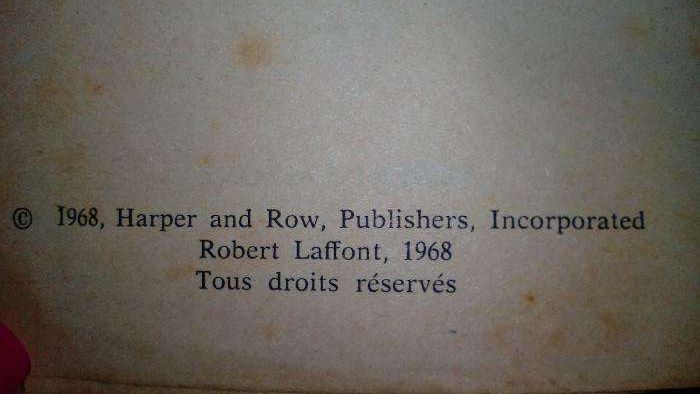 © 1968, Harper and Row, Publishers, Incorporated
Robert Laffont, 1968
Tous droits réservés